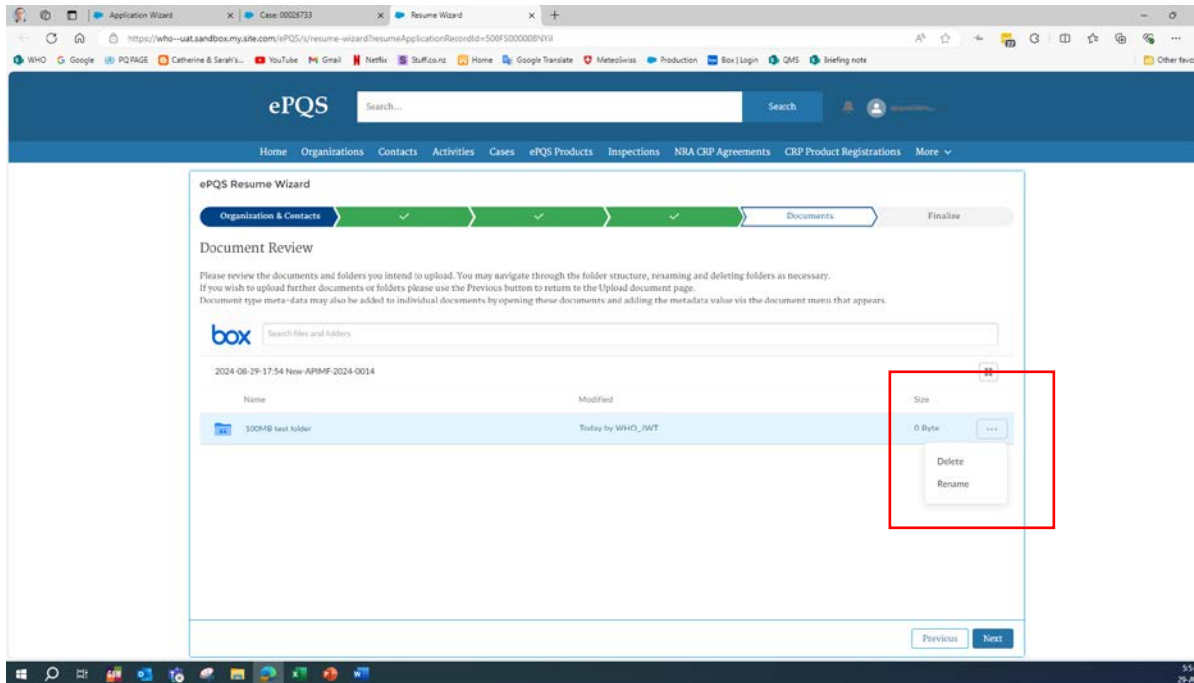 Application Wizard
Case: 00026733
Resume Wizard
https://who--uat.sandbox.my.site.com/ePQS/s/resume-wizard?resumeApplicationRecordId=500FS000008NYiI
WHO Google PQ PAGE Catherine & Sarah's... YouTube Gmail Netflix Stuff.co.nz Home Google Translate MeteoSwiss Production Box | Login QMS Briefing note Other favo
ePQS
Search...
Search
Home Organizations Contacts Activities Cases ePQS Products Inspections NRA CRP Agreements CRP Product Registrations More
ePQS Resume Wizard
Organization & Contacts
Documents
Finalize
Document Review
Please review the documents and folders you intend to upload. You may navigate through the folder structure, renaming and deleting folders as necessary.
If you wish to upload further documents or folders please use the Previous button to return to the Upload document page.
Document type meta-data may also be added to individual documents by opening these documents and adding the metadata value via the document menu that appears.
box
Search files and folders
2024-08-29-17:54 New-APIMF-2024-0014
Name Modified Size
100MB test folder Today by WHO_JWT 0 Byte
Delete
Rename
Previous Next